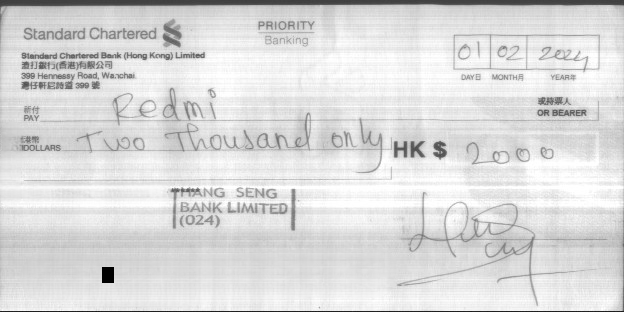 Standard Chartered
PRIORITY
Banking
Standard Chartered Bank (Hong Kong) Limited
渣打銀行(香港)有限公司
399 Hennessy Road, Wanchai
灣仔軒尼詩道 399 號
01 02 2024
DAY日 MONTH月 YEAR年
祈付
PAY Redmi
或持票人
OR BEARER
港幣
DOLLARS Two Thousand only HK $ 2000
HANG SENG
BANK LIMITED
(024)